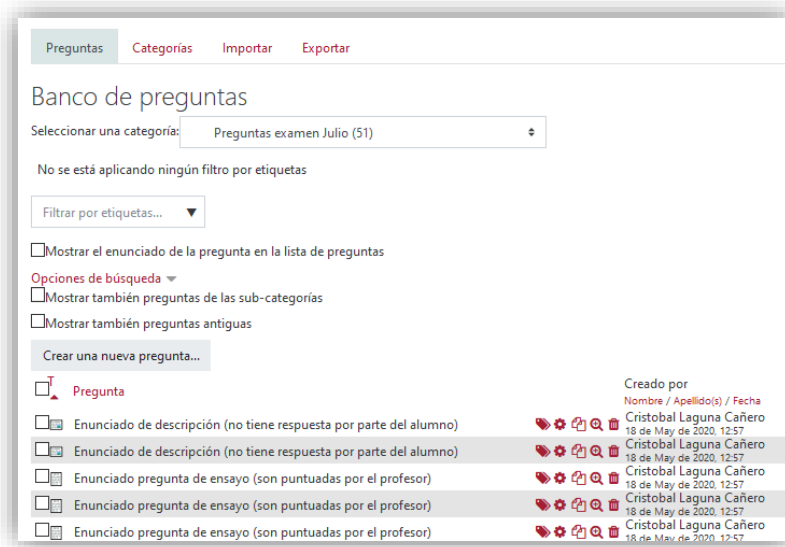 Preguntas Categorías Importar Exportar
Banco de preguntas
Seleccionar una categoría: Preguntas examen Julio (51)
No se está aplicando ningún filtro por etiquetas
Filtrar por etiquetas...
Mostrar el enunciado de la pregunta en la lista de preguntas
Opciones de búsqueda
Mostrar también preguntas de las sub-categorías
Mostrar también preguntas antiguas
Crear una nueva pregunta...
T Pregunta Creado por
Nombre / Apellido(s) / Fecha
Enunciado de descripción (no tiene respuesta por parte del alumno) Cristobal Laguna Cañero
18 de May de 2020, 12:57
Enunciado de descripción (no tiene respuesta por parte del alumno) Cristobal Laguna Cañero
18 de May de 2020, 12:57
Enunciado pregunta de ensayo (son puntuadas por el profesor) Cristobal Laguna Cañero
18 de May de 2020, 12:57
Enunciado pregunta de ensayo (son puntuadas por el profesor) Cristobal Laguna Cañero
18 de May de 2020, 12:57
Enunciado pregunta de ensayo (son puntuadas por el profesor) Cristobal Laguna Cañero
18 de May de 2020, 12:57